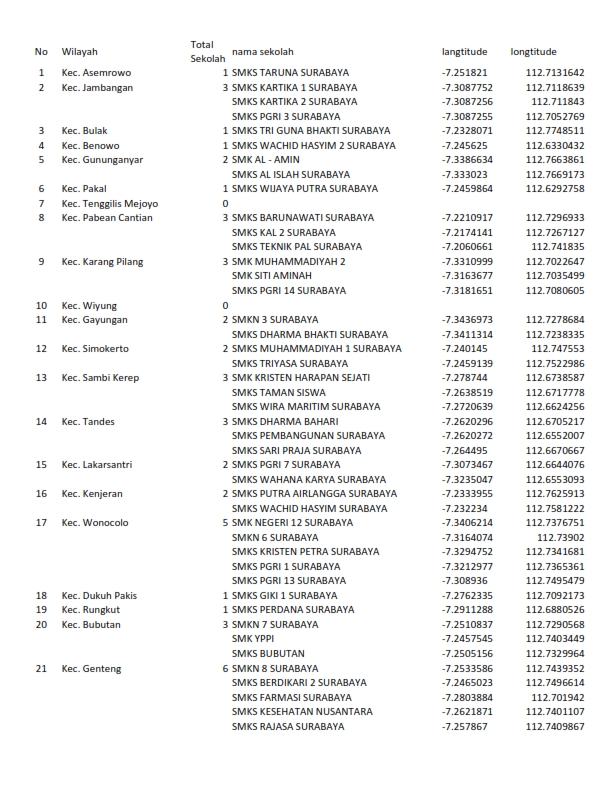 No Wilayah Total Sekolah nama sekolah langtitude longtitude
1 Kec. Asemrowo 1 SMKS TARUNA SURABAYA -7.251821 112.7131642
2 Kec. Jambangan 3 SMKS KARTIKA 1 SURABAYA -7.3087752 112.7118639
SMKS KARTIKA 2 SURABAYA -7.3087256 112.711843
SMKS PGRI 3 SURABAYA -7.3087255 112.7052769
3 Kec. Bulak 1 SMKS TRI GUNA BHAKTI SURABAYA -7.2328071 112.7748511
4 Kec. Benowo 1 SMKS WACHID HASYIM 2 SURABAYA -7.245625 112.6330432
5 Kec. Gununganyar 2 SMK AL - AMIN -7.3386634 112.7663861
SMKS AL ISLAH SURABAYA -7.333023 112.7669173
6 Kec. Pakal 1 SMKS WIJAYA PUTRA SURABAYA -7.2459864 112.6292758
7 Kec. Tenggilis Mejoyo 0
8 Kec. Pabean Cantian 3 SMKS BARUNAWATI SURABAYA -7.2210917 112.7296933
SMKS KAL 2 SURABAYA -7.2174141 112.7267127
SMKS TEKNIK PAL SURABAYA -7.2060661 112.741835
9 Kec. Karang Pilang 3 SMK MUHAMMADIYAH 2 -7.3310999 112.7022647
SMK SITI AMINAH -7.3163677 112.7035499
SMKS PGRI 14 SURABAYA -7.3181651 112.7080605
10 Kec. Wiyung 0
11 Kec. Gayungan 2 SMKN 3 SURABAYA -7.3436973 112.7278684
SMKS DHARMA BHAKTI SURABAYA -7.3411314 112.7238335
12 Kec. Simokerto 2 SMKS MUHAMMADIYAH 1 SURABAYA -7.240145 112.747553
SMKS TRIYASA SURABAYA -7.2459139 112.7522986
13 Kec. Sambi Kerep 3 SMK KRISTEN HARAPAN SEJATI -7.278744 112.6738587
SMKS TAMAN SISWA -7.2638519 112.6717778
SMKS WIRA MARITIM SURABAYA -7.2720639 112.6624256
14 Kec. Tandes 3 SMKS DHARMA BAHARI -7.2620296 112.6705217
SMKS PEMBANGUNAN SURABAYA -7.2620272 112.6552007
SMKS SARI PRAJA SURABAYA -7.264495 112.6670667
15 Kec. Lakarsantri 2 SMKS PGRI 7 SURABAYA -7.3073467 112.6644076
SMKS WAHANA KARYA SURABAYA -7.3235047 112.6553093
16 Kec. Kenjeran 2 SMKS PUTRA AIRLANGGA SURABAYA -7.2333955 112.7625913
SMKS WACHID HASYIM SURABAYA -7.232234 112.7581222
17 Kec. Wonocolo 5 SMK NEGERI 12 SURABAYA -7.3406214 112.7376751
SMKN 6 SURABAYA -7.3164074 112.73902
SMKS KRISTEN PETRA SURABAYA -7.3294752 112.7341681
SMKS PGRI 1 SURABAYA -7.3212977 112.7365361
SMKS PGRI 13 SURABAYA -7.308936 112.7495479
18 Kec. Dukuh Pakis 1 SMKS GIKI 1 SURABAYA -7.2762335 112.7092173
19 Kec. Rungkut 1 SMKS PERDANA SURABAYA -7.2911288 112.6880526
20 Kec. Bubutan 3 SMKN 7 SURABAYA -7.2510837 112.7290568
SMK YPPI -7.2457545 112.7403449
SMKS BUBUTAN -7.2505156 112.7329964
21 Kec. Genteng 6 SMKN 8 SURABAYA -7.2533586 112.7439352
SMKS BERDIKARI 2 SURABAYA -7.2465023 112.7496614
SMKS FARMASI SURABAYA -7.2803884 112.701942
SMKS KESEHATAN NUSANTARA -7.2621871 112.7401107
SMKS RAJASA SURABAYA -7.257867 112.7409867